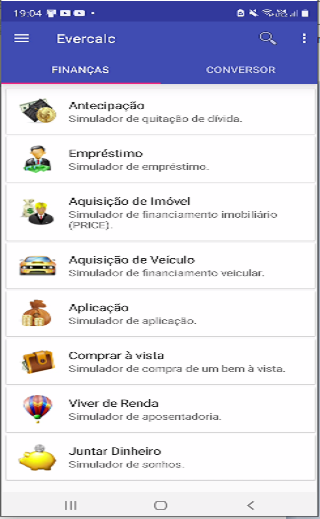 19:04
Evercalc
FINANÇAS CONVERSOR
Antecipação
Simulador de quitação de dívida.
Empréstimo
Simulador de empréstimo.
Aquisição de Imóvel
Simulador de financiamento imobiliário
(PRICE).
Aquisição de Veículo
Simulador de financiamento veicular.
Aplicação
Simulador de aplicação.
Comprar à vista
Simulador de compra de um bem à vista.
Viver de Renda
Simulador de aposentadoria.
Juntar Dinheiro
Simulador de sonhos.